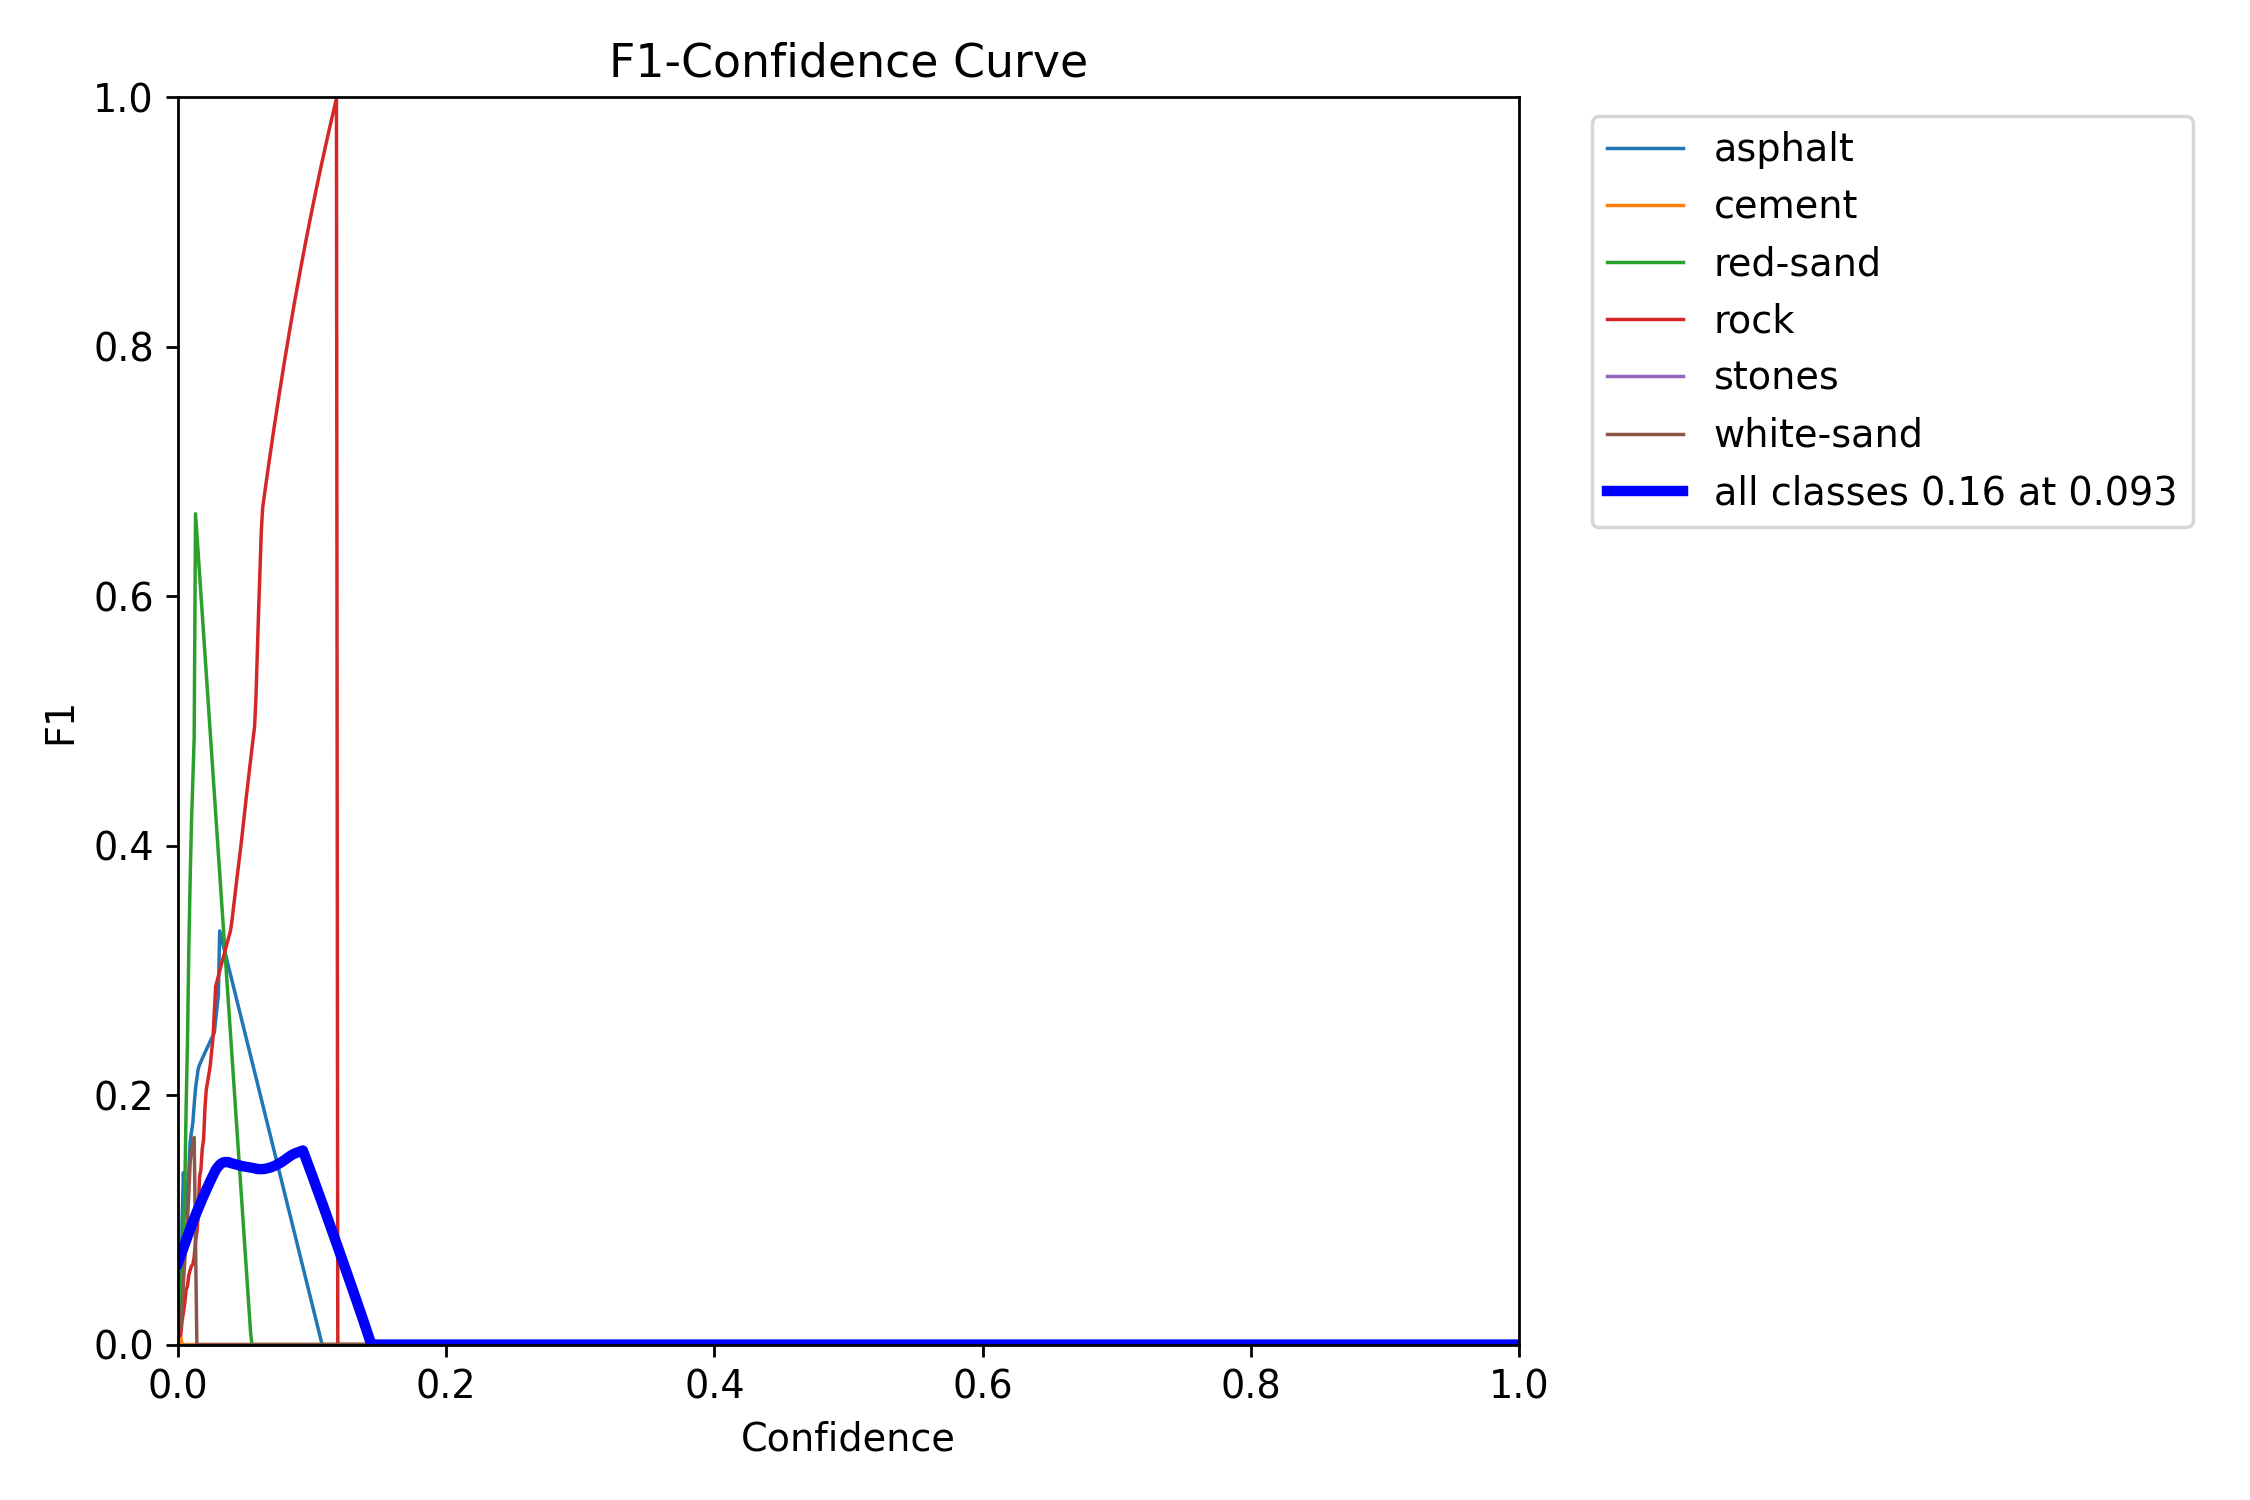 F1-Confidence Curve
1.0
0.8
0.6
0.4
0.2
0.0
F1
0.0 0.2 0.4 0.6 0.8 1.0
Confidence
asphalt
cement
red-sand
rock
stones
white-sand
all classes 0.16 at 0.093